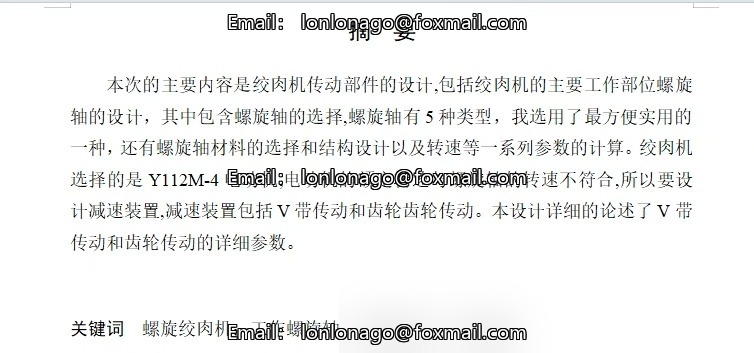 Email： lonlonago@foxmail.com
摘 要
本次的主要内容是绞肉机传动部件的设计,包括绞肉机的主要工作部位螺旋
轴的设计，其中包含螺旋轴的选择,螺旋轴有 5 种类型，我选用了最方便实用的
一种，还有螺旋轴材料的选择和结构设计以及转速等一系列参数的计算。绞肉机
选择的是 Y112M-4
Email： lonlonago@foxmail.com
转速不符合,所以要设
计减速装置,减速装置包括 V 带传动和齿轮齿轮传动。本设计详细的论述了 V 带
传动和齿轮传动的详细参数。
关键词 螺旋绞肉机
Email： lonlonago@foxmail.com